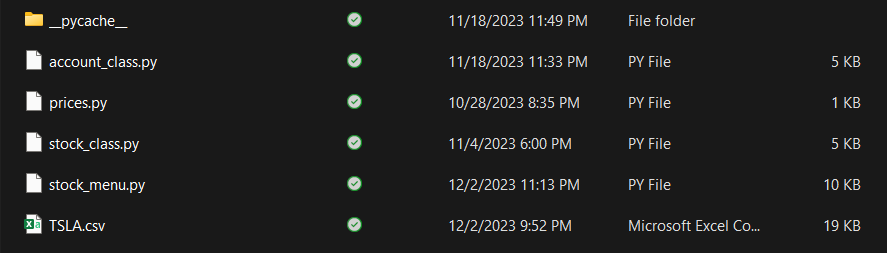 __pycache__ 11/18/2023 11:49 PM File folder
account_class.py 11/18/2023 11:33 PM PY File 5 KB
prices.py 10/28/2023 8:35 PM PY File 1 KB
stock_class.py 11/4/2023 6:00 PM PY File 5 KB
stock_menu.py 12/2/2023 11:13 PM PY File 10 KB
TSLA.csv 12/2/2023 9:52 PM Microsoft Excel Co... 19 KB